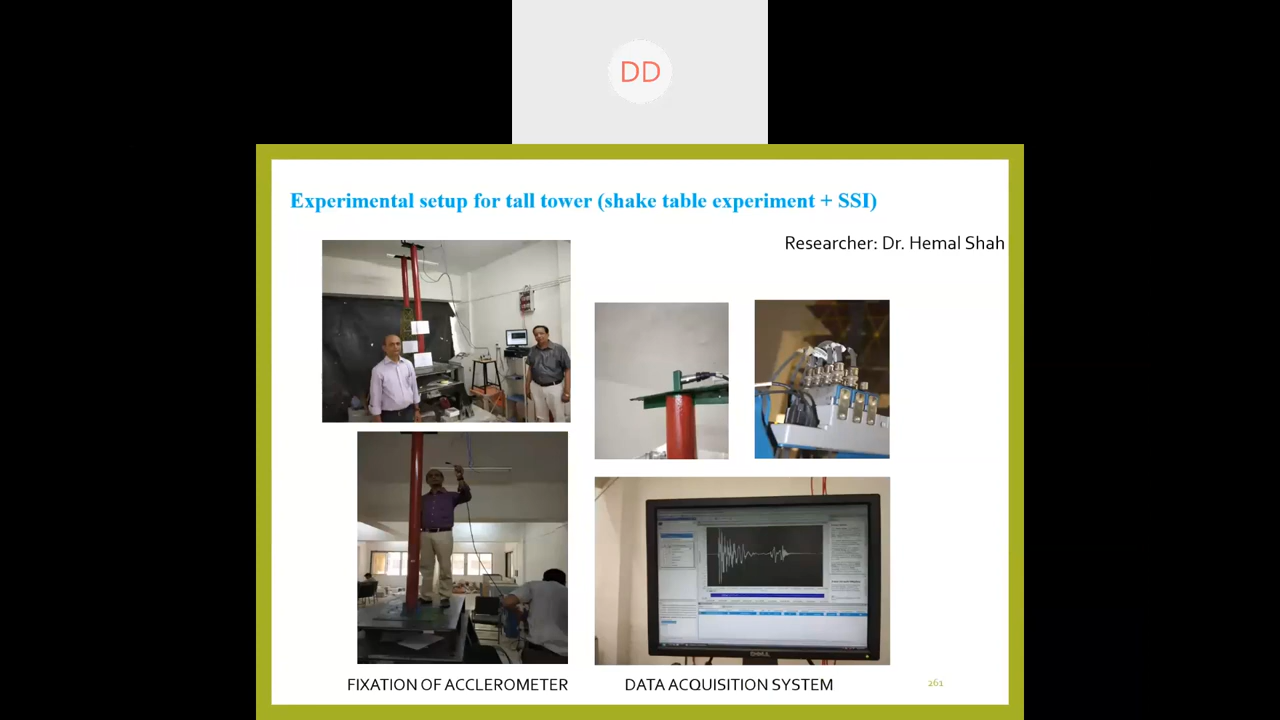 DD
Experimental setup for tall tower (shake table experiment + SSI)
Researcher: Dr. Hemal Shah
DELL
FIXATION OF ACCLEROMETER
DATA ACQUISITION SYSTEM
261